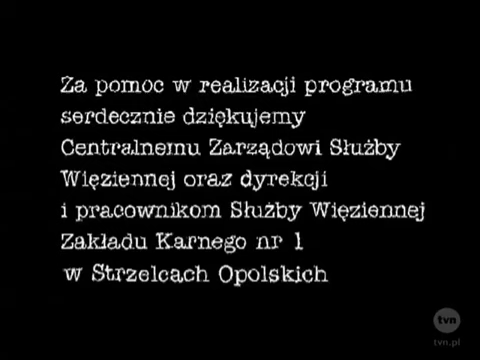 Za pomoc w realizacji programu
serdecznie dziękujemy
Centralnemu Zarządowi Służby
Więziennej oraz dyrekcji
i pracownikom Służby Więziennej
Zakładu Karnego nr 1
w Strzelcach Opolskich
tvn
tvn.pl